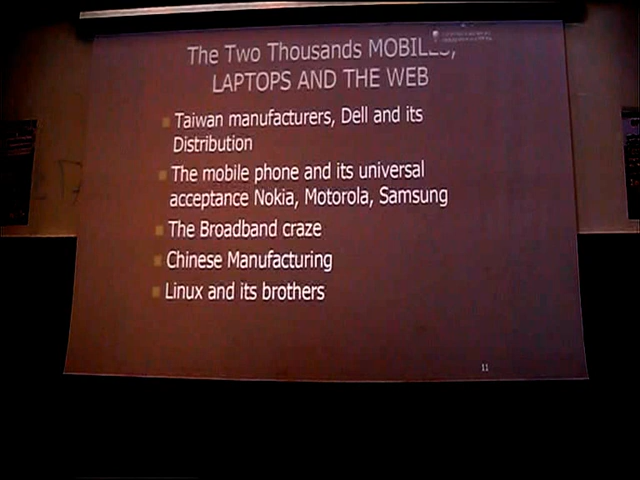 The Two Thousands MOBILES,
LAPTOPS AND THE WEB
Taiwan manufacturers, Dell and its
Distribution
The mobile phone and its universal
acceptance Nokia, Motorola, Samsung
The Broadband craze
Chinese Manufacturing
Linux and its brothers
11